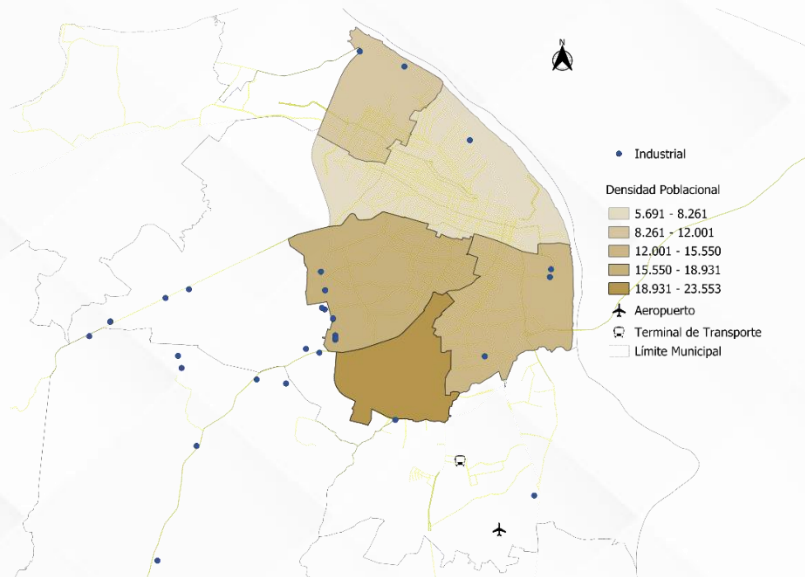 N
Industrial
Densidad Poblacional
5.691 - 8.261
8.261 - 12.001
12.001 - 15.550
15.550 - 18.931
18.931 - 23.553
Aeropuerto
Terminal de Transporte
Límite Municipal